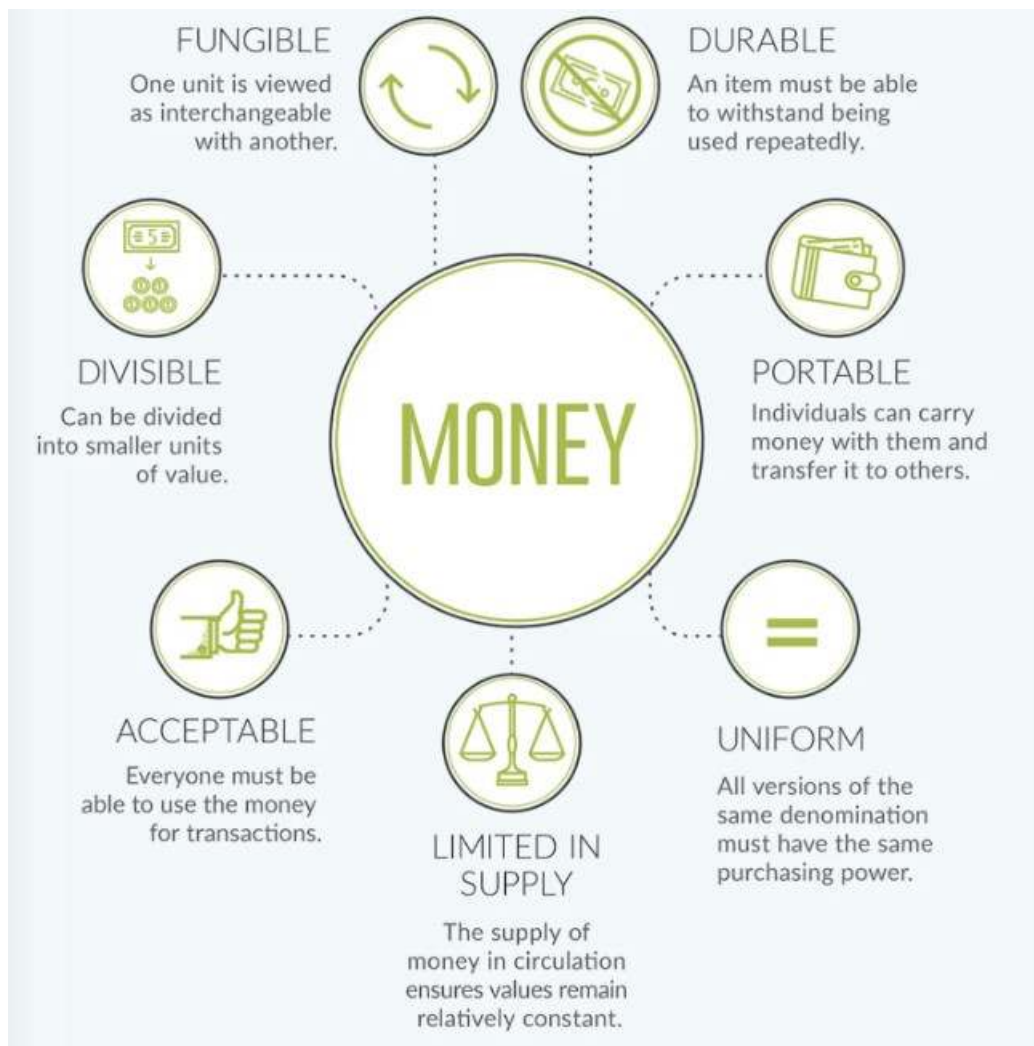 FUNGIBLE
One unit is viewed
as interchangeable
with another.
DURABLE
An item must be able
to withstand being
used repeatedly.
5
DIVISIBLE
Can be divided
into smaller units
of value.
PORTABLE
Individuals can carry
money with them and
transfer it to others.
MONEY
ACCEPTABLE
Everyone must be
able to use the money
for transactions.
LIMITED IN
SUPPLY
The supply of
money in circulation
ensures values remain
relatively constant.
=
UNIFORM
All versions of the
same denomination
must have the same
purchasing power.